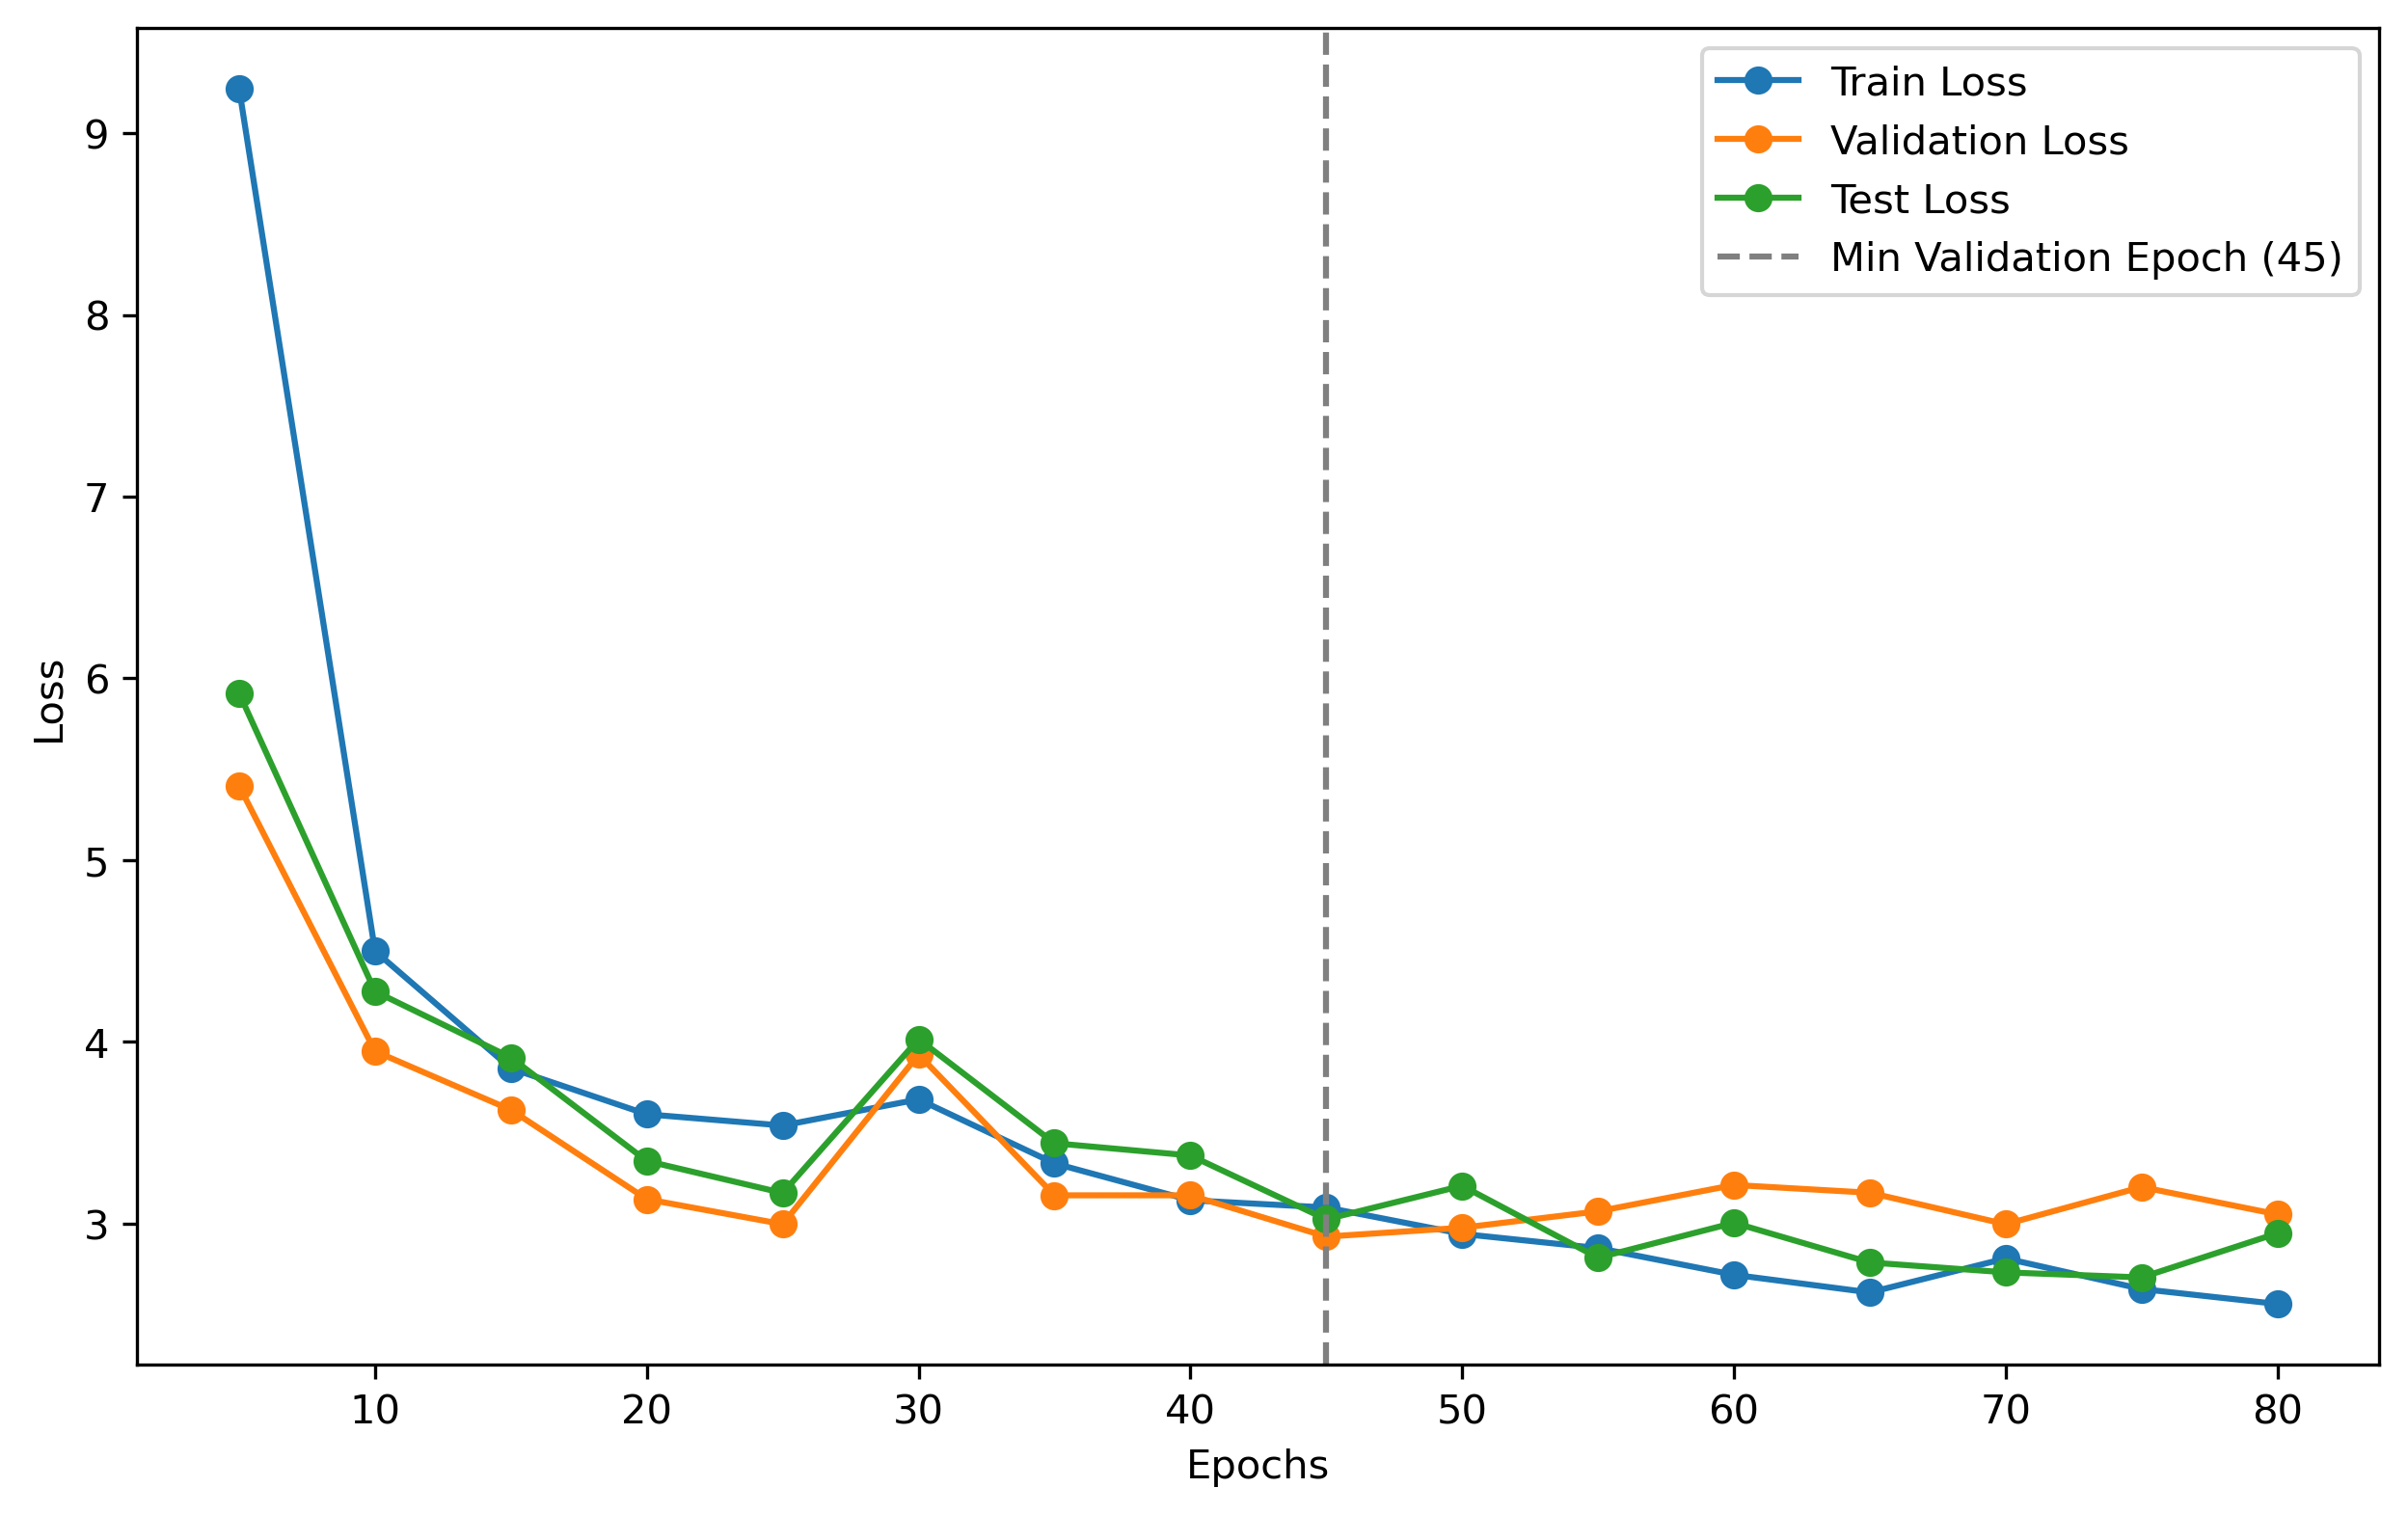 Train Loss
Validation Loss
Test Loss
Min Validation Epoch (45)
9
8
7
6
5
4
3
Loss
10 20 30 40 50 60 70 80
Epochs